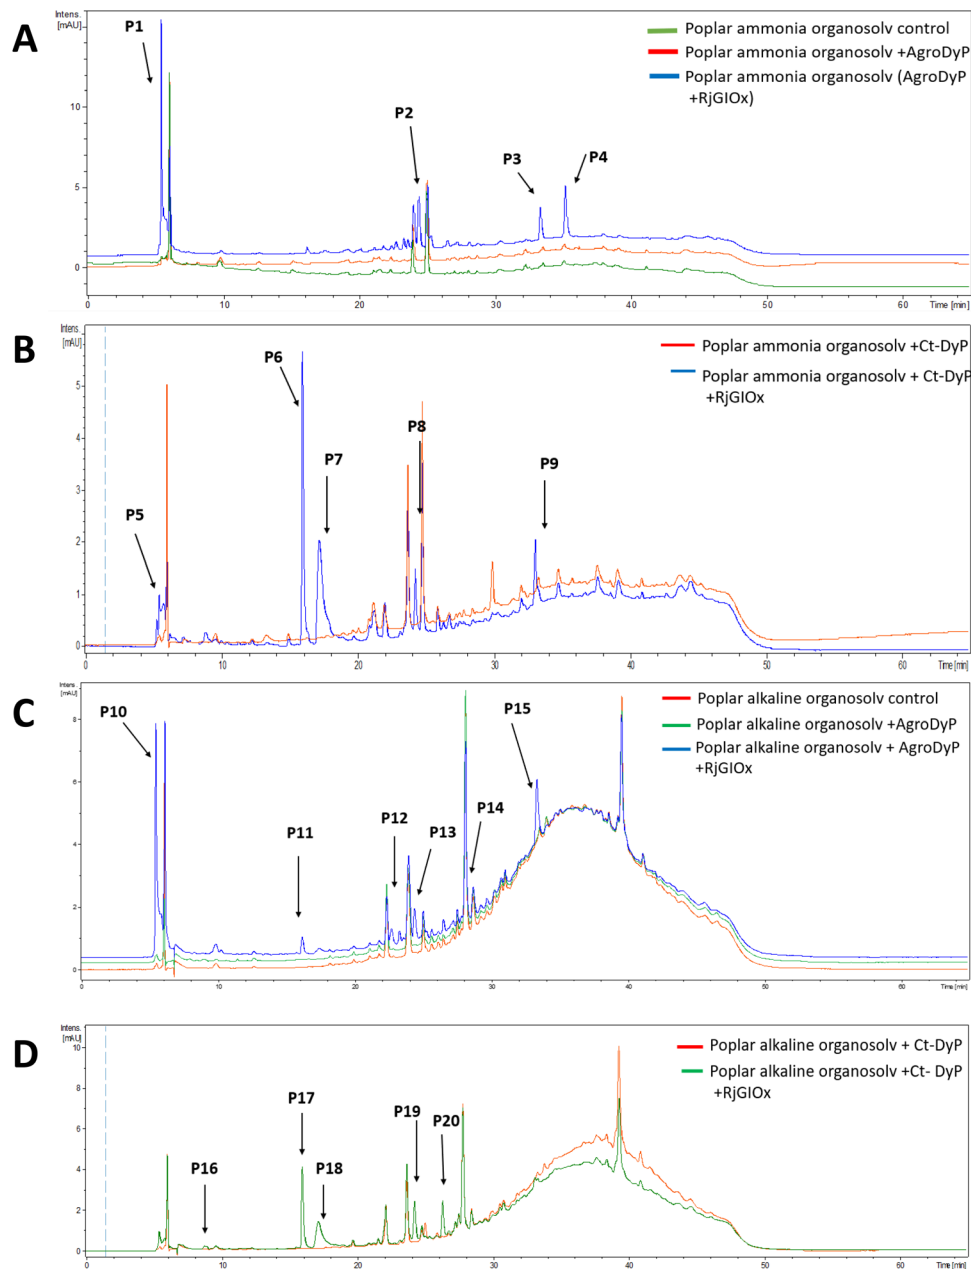 A
Intens.
[mAU]
P1
P2
P3
P4
Poplar ammonia organosolv control
Poplar ammonia organosolv +AgroDyP
Poplar ammonia organosolv (AgroDyP
+RjGlOx)
10
5
0
0
10
20
30
40
50
60
Time [min]
B
Intens.
[mAU]
P5
P6
P7
P8
P9
Poplar ammonia organosolv +Ct-DyP
Poplar ammonia organosolv + Ct-DyP
+RjGlOx
5
4
3
2
1
0
0
10
20
30
40
50
60
Time [min]
C
Intens.
[mAU]
P10
P11
P12
P13
P14
P15
Poplar alkaline organosolv control
Poplar alkaline organosolv +AgroDyP
Poplar alkaline organosolv + AgroDyP
+RjGlOx
8
6
4
2
0
0
10
20
30
40
50
60
Time [min]
D
Intens.
[mAU]
P16
P17
P18
P19
P20
Poplar alkaline organosolv + Ct-DyP
Poplar alkaline organosolv +Ct- DyP
+RjGlOx
10
8
6
4
2
0
0
10
20
30
40
50
60
Time [min]